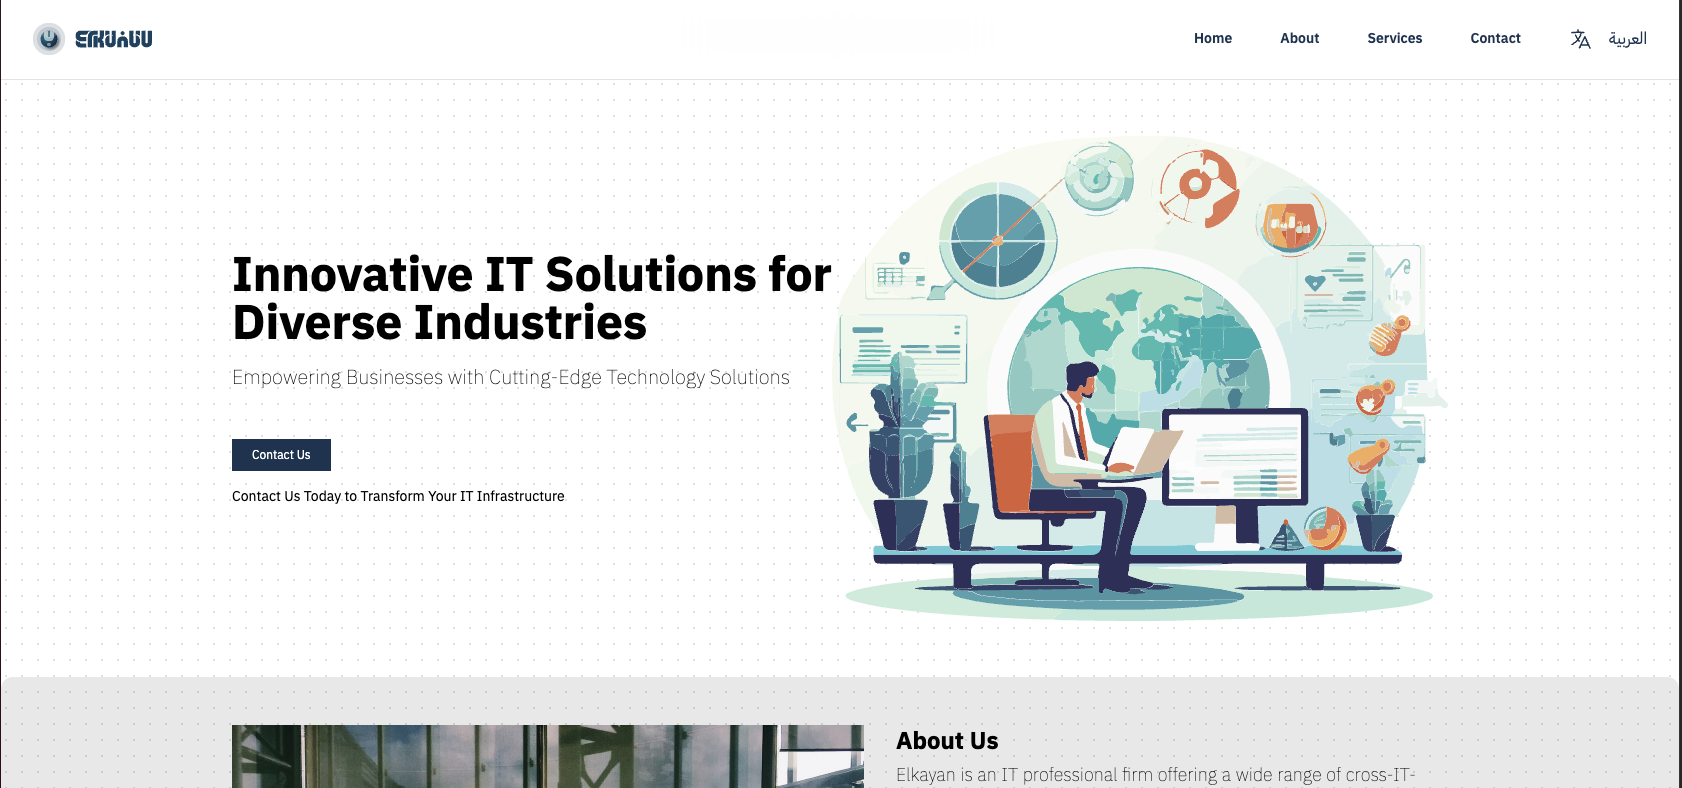 ELKAYAN
Home
About
Services
Contact
العربية
Innovative IT Solutions for
Diverse Industries
Empowering Businesses with Cutting-Edge Technology Solutions
Contact Us
Contact Us Today to Transform Your IT Infrastructure
About Us
Elkayan is an IT professional firm offering a wide range of cross-IT-